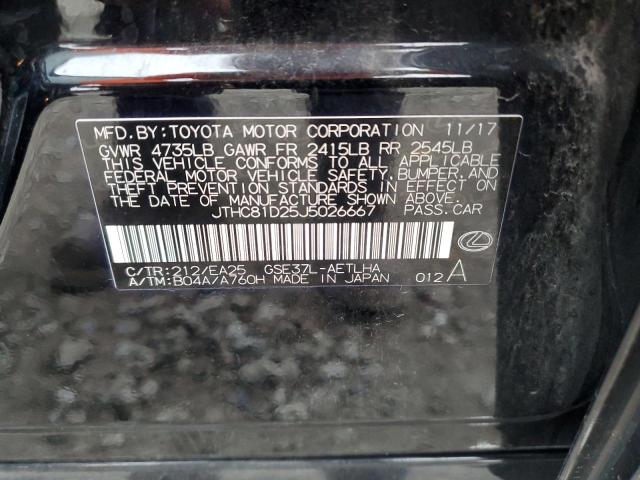 MFD.BY:TOYOTA MOTOR CORPORATION 11/17
GVWR 4735LB GAWR FR 2415LB RR 2545LB
THIS VEHICLE CONFORMS TO ALL APPLICABLE
FEDERAL MOTOR VEHICLE SAFETY,BUMPER,AND
THEFT PREVENTION STANDARDS IN EFFECT ON
THE DATE OF MANUFACTURE SHOWN ABOVE.
JTHC81D25J5026667 PASS.CAR
C/TR:212/EA25 GSE37L-AETLHA
A/TM:B04A/A760H MADE IN JAPAN 012 A